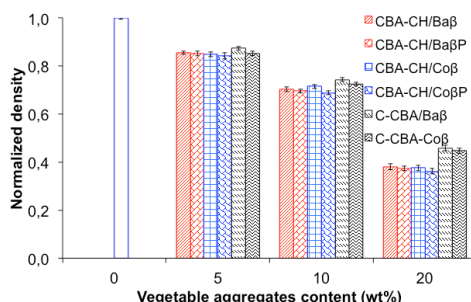 1,0
0,8
0,6
0,4
0,2
0,0
Normalized density
CBA-CH/Baβ
CBA-CH/BaβP
CBA-CH/Coβ
CBA-CH/CoβP
C-CBA/Baβ
C-CBA-Coβ
0 5 10 20
Vegetable aggregates content (wt%)